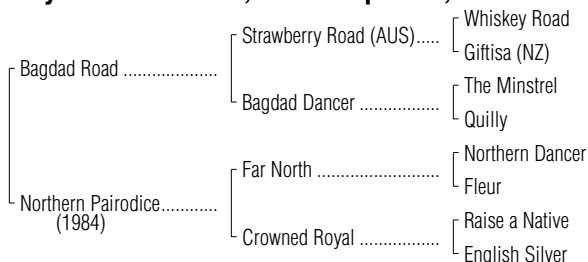 Whiskey Road
Strawberry Road (AUS).....
Giftisa (NZ)
Bagdad Road ....................
The Minstrel
Bagdad Dancer .................
Quilly
Northern Dancer
Far North ..........................
Fleur
Northern Pairodice............
(1984)
Raise a Native
Crowned Royal .................
English Silver